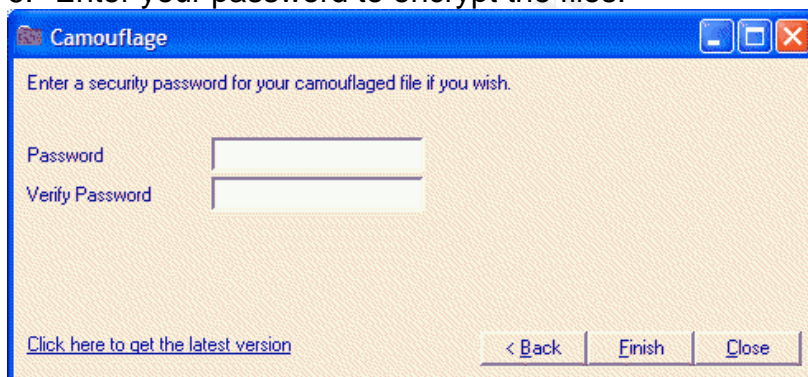 Enter your password to encrypt the files.
Camouflage
Enter a security password for your camouflaged file if you wish.
Password
Verify Password
Click here to get the latest version
< Back Finish Close